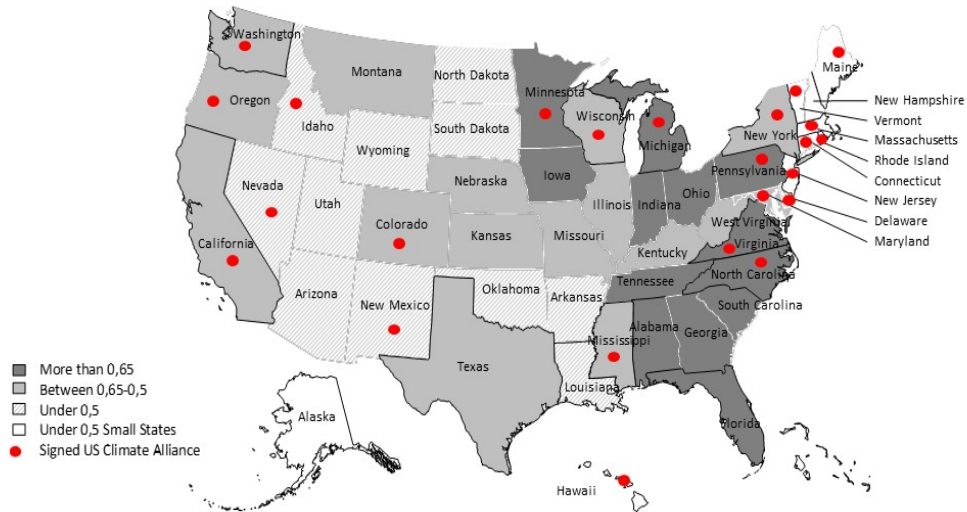 Washington
Maine
Montana
North Dakota
Minnesota
Oregon
Idaho
Wisconsin
New Hampshire
South Dakota
Michigan
New York
Vermont
Massachusetts
Wyoming
Rhode Island
Pennsylvania
Iowa
Nebraska
Connecticut
Nevada
Ohio
Illinois
Indiana
New Jersey
Utah
West Virginia
Delaware
Colorado
California
Kansas
Missouri
Maryland
Virginia
Kentucky
North Carolina
Tennessee
Oklahoma
Arizona
Arkansas
New Mexico
South Carolina
Alabama
Georgia
Mississippi
Texas
Louisiana
Florida
Alaska
Hawaii
More than 0,65
Between 0,65-0,5
Under 0,5
Under 0,5 Small States
Signed US Climate Alliance